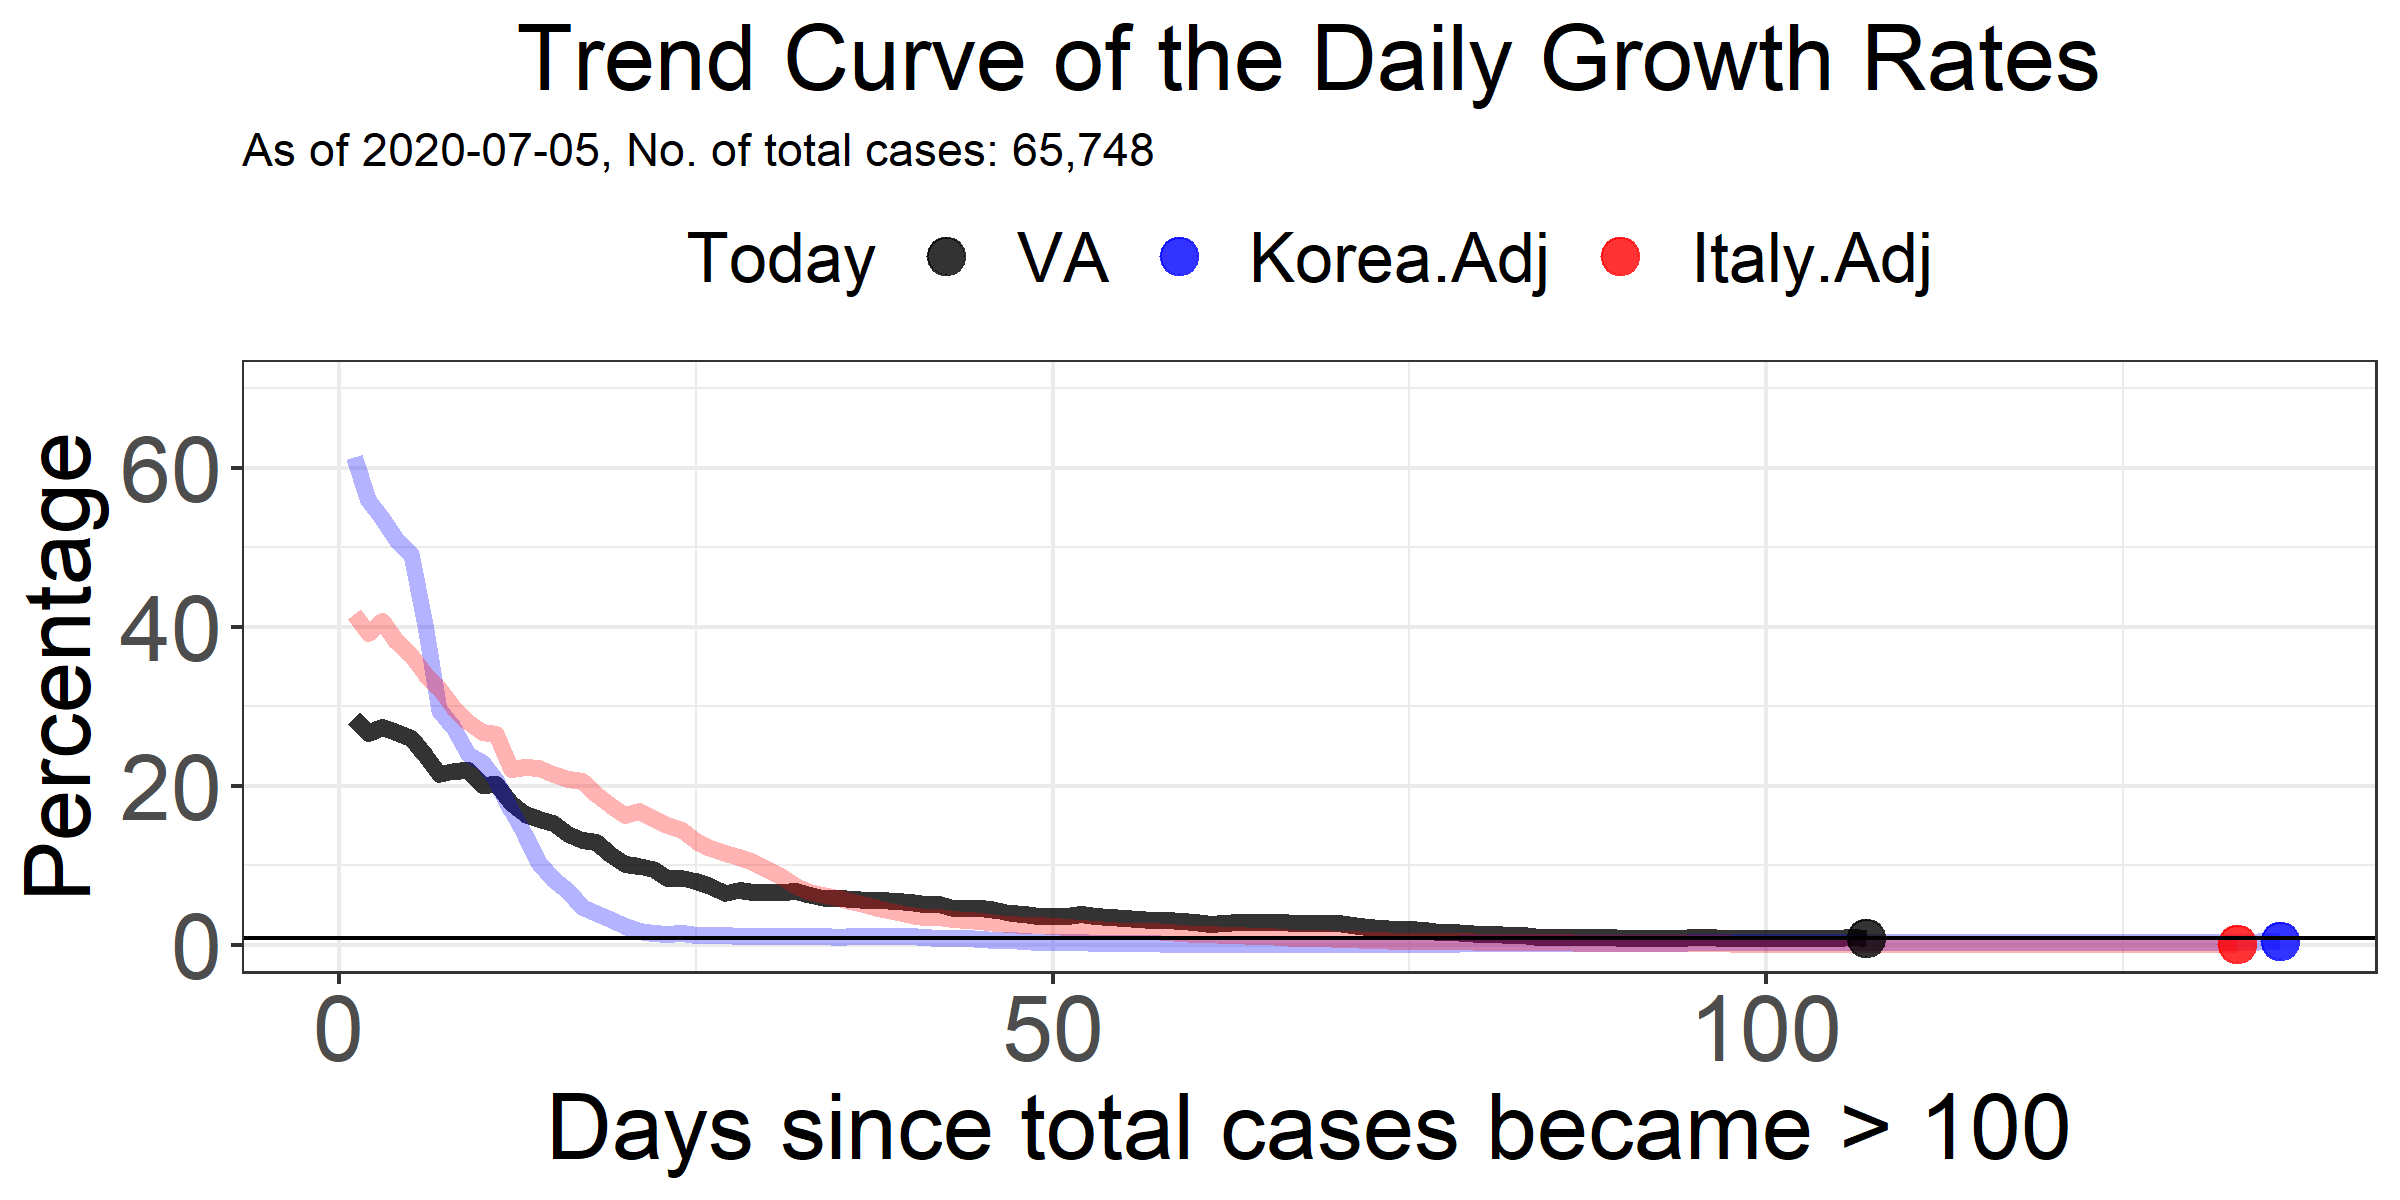 Trend Curve of the Daily Growth Rates
As of 2020-07-05, No. of total cases: 65,748
Today VA Korea.Adj Italy.Adj
Percentage
60
40
20
0
0 50 100
Days since total cases became > 100